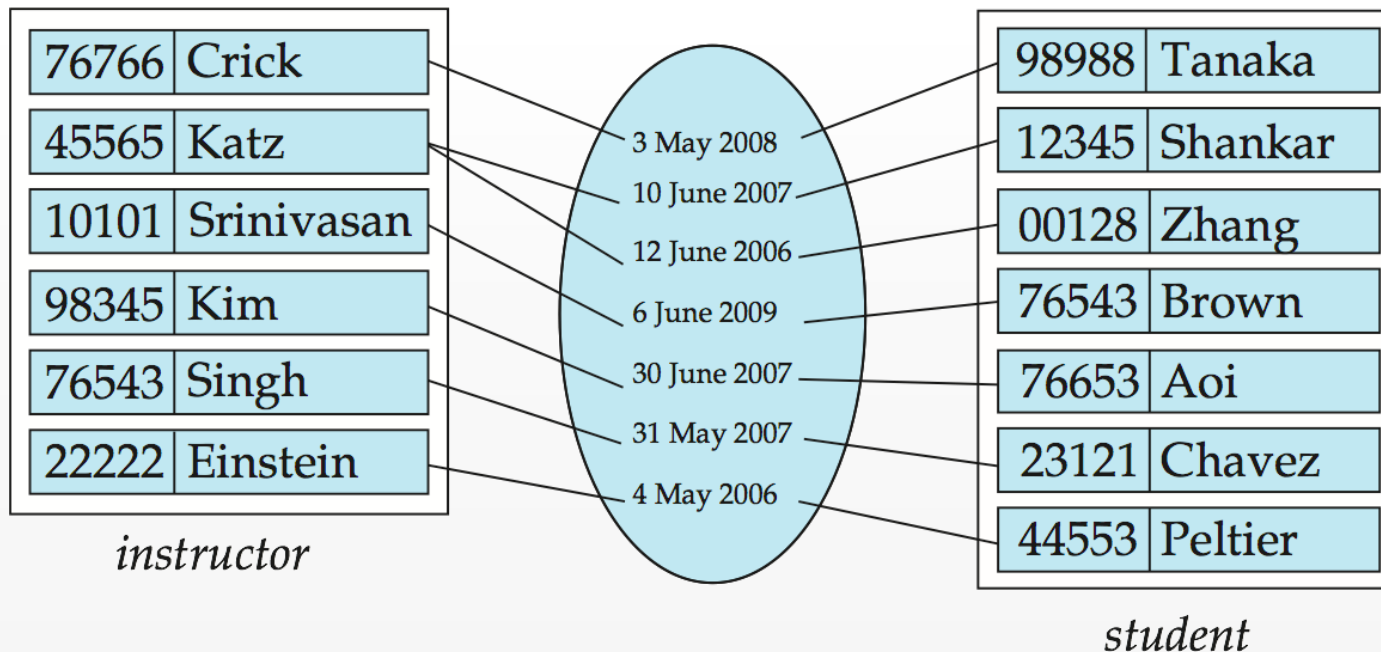 76766 Crick
45565 Katz
10101 Srinivasan
98345 Kim
76543 Singh
22222 Einstein
instructor
3 May 2008
10 June 2007
12 June 2006
6 June 2009
30 June 2007
31 May 2007
4 May 2006
98988 Tanaka
12345 Shankar
00128 Zhang
76543 Brown
76653 Aoi
23121 Chavez
44553 Peltier
student